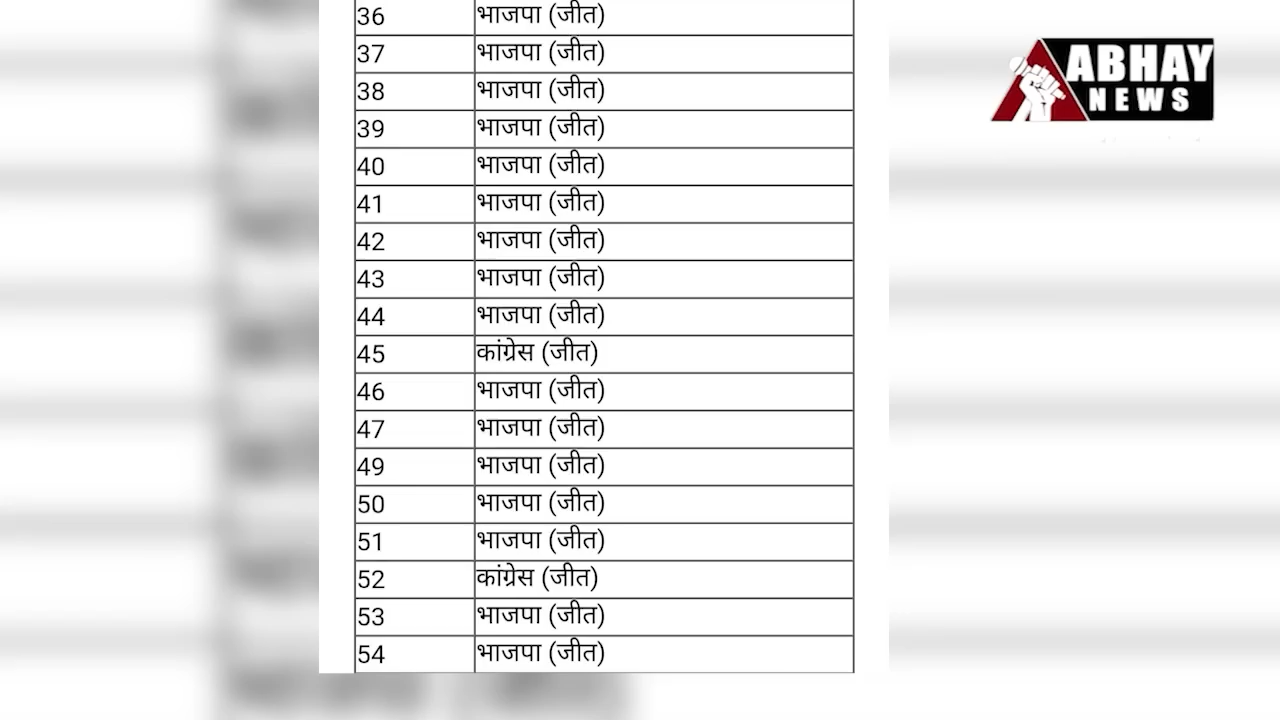 36 भाजपा (जीत)
37 भाजपा (जीत)
38 भाजपा (जीत)
39 भाजपा (जीत)
40 भाजपा (जीत)
41 भाजपा (जीत)
42 भाजपा (जीत)
43 भाजपा (जीत)
44 भाजपा (जीत)
45 कांग्रेस (जीत)
46 भाजपा (जीत)
47 भाजपा (जीत)
49 भाजपा (जीत)
50 भाजपा (जीत)
51 भाजपा (जीत)
52 कांग्रेस (जीत)
53 भाजपा (जीत)
54 भाजपा (जीत)
ABHAY
NEWS